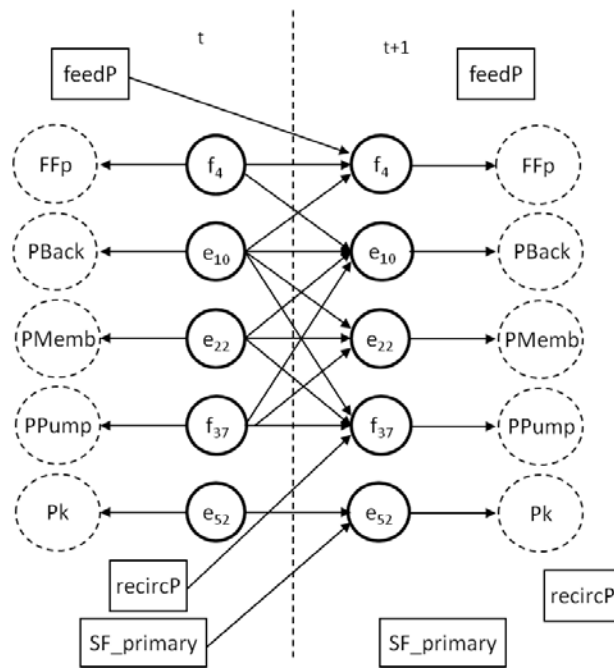 t
t+1
feedP
feedP
FFp
f4
f4
FFp
PBack
e10
e10
PBack
PMemb
e22
e22
PMemb
PPump
f37
f37
PPump
Pk
e52
e52
Pk
recircP
recircP
SF_primary
SF_primary